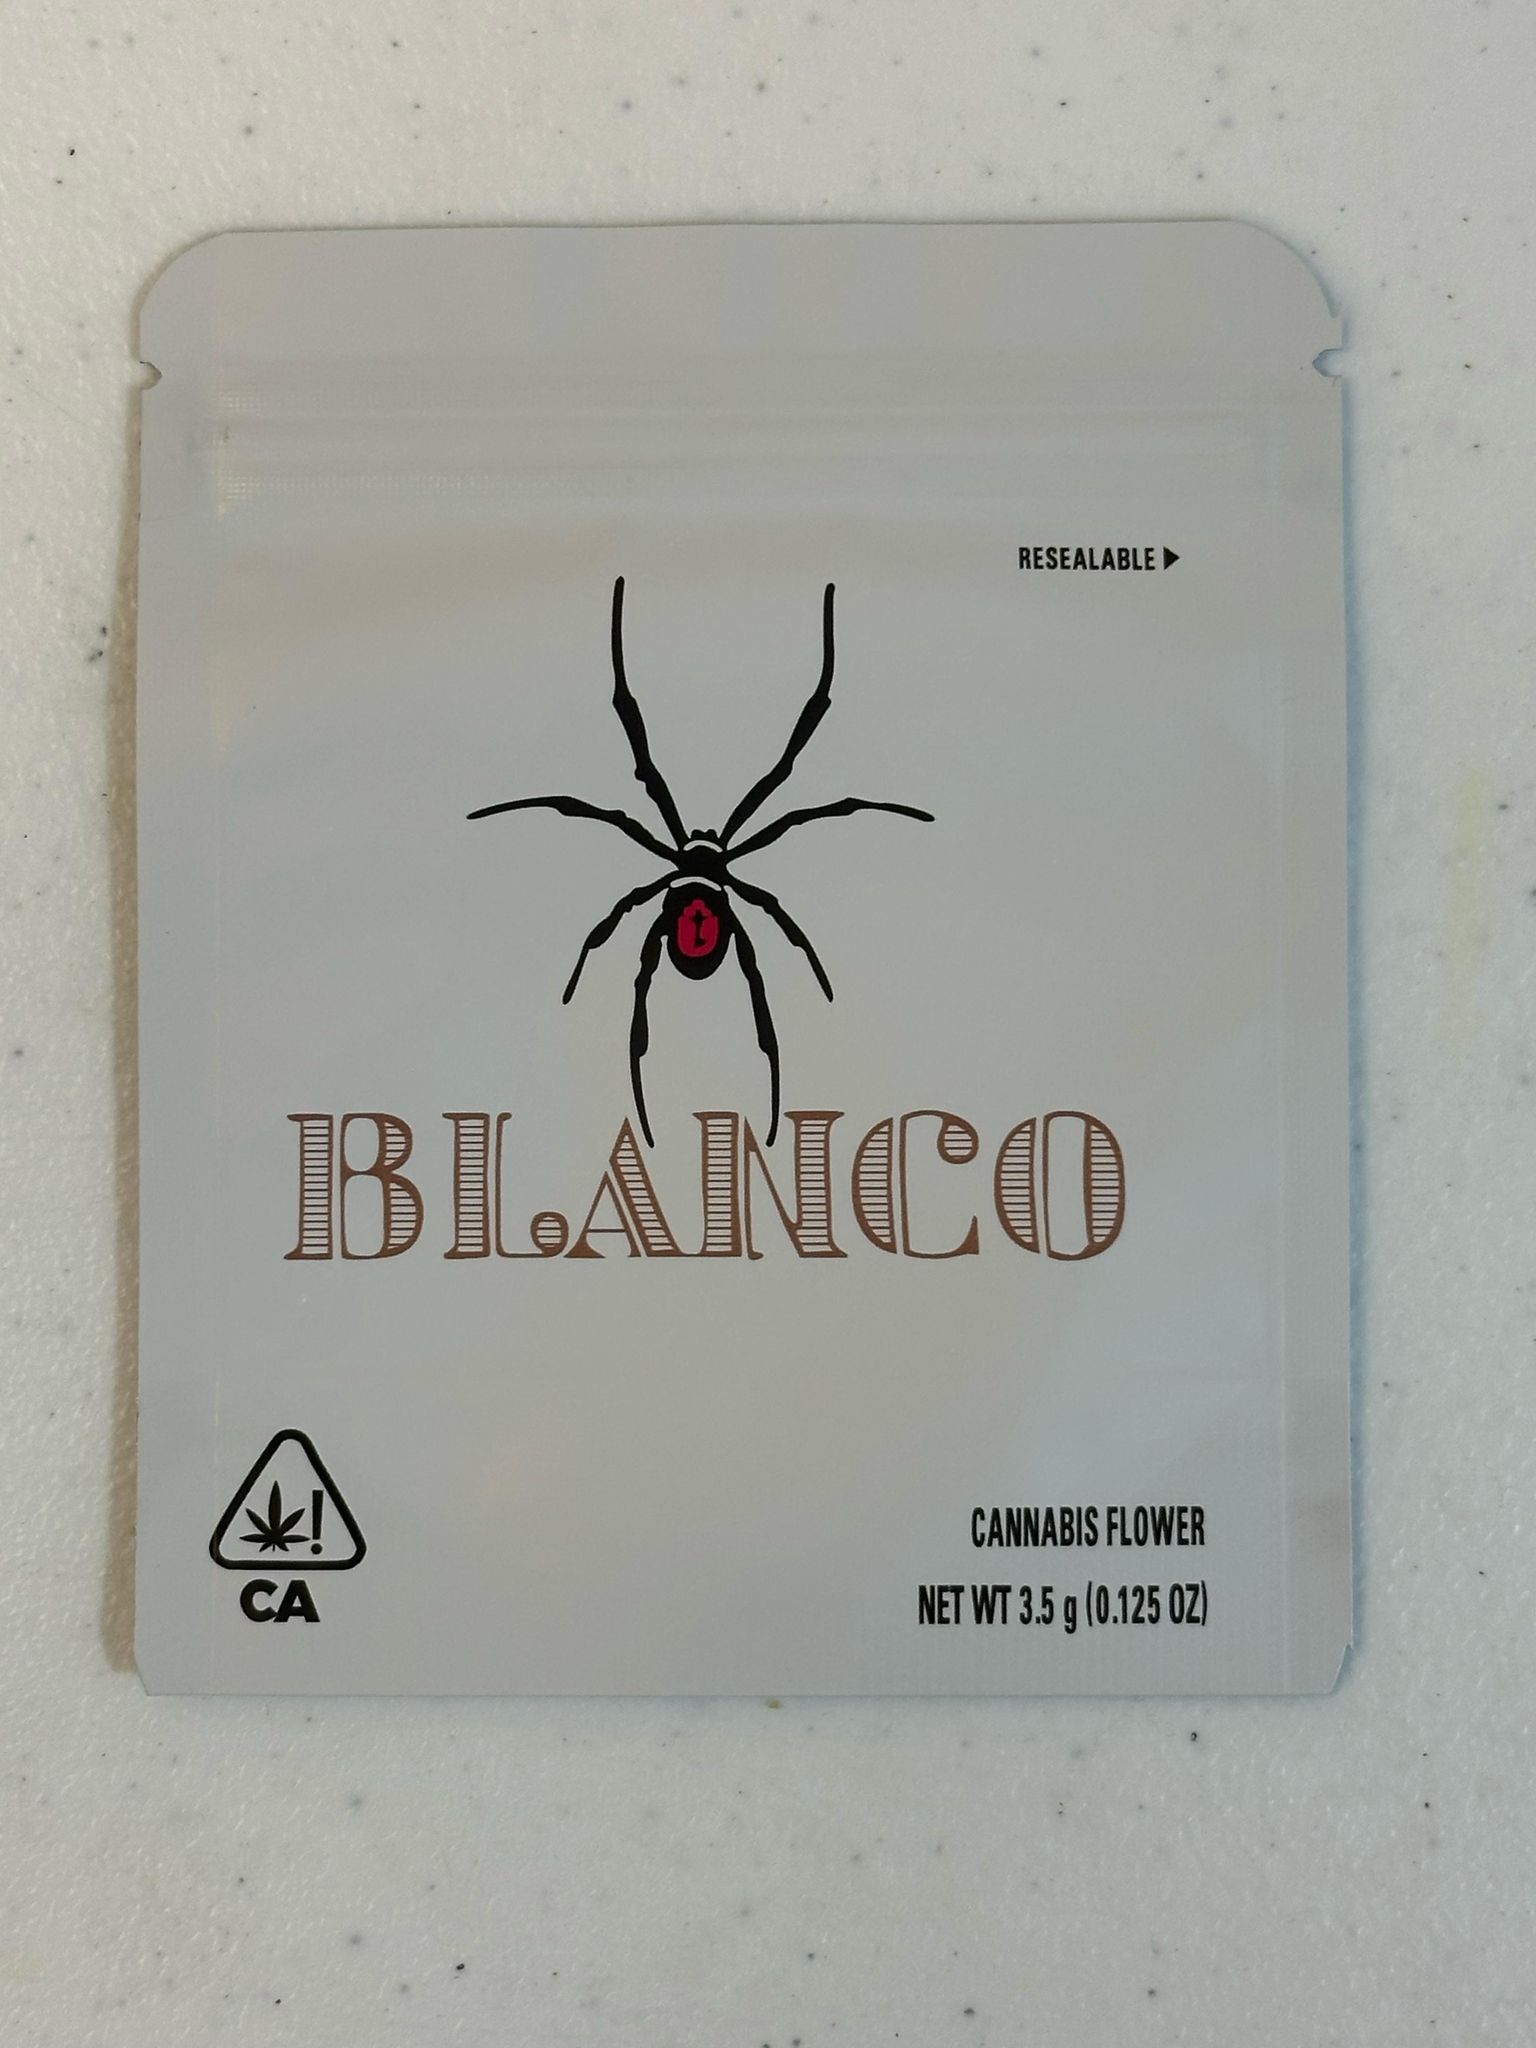 RESEALABLE
BLANCO
CA
CANNABIS FLOWER
NET WT 3.5 g (0.125 OZ)